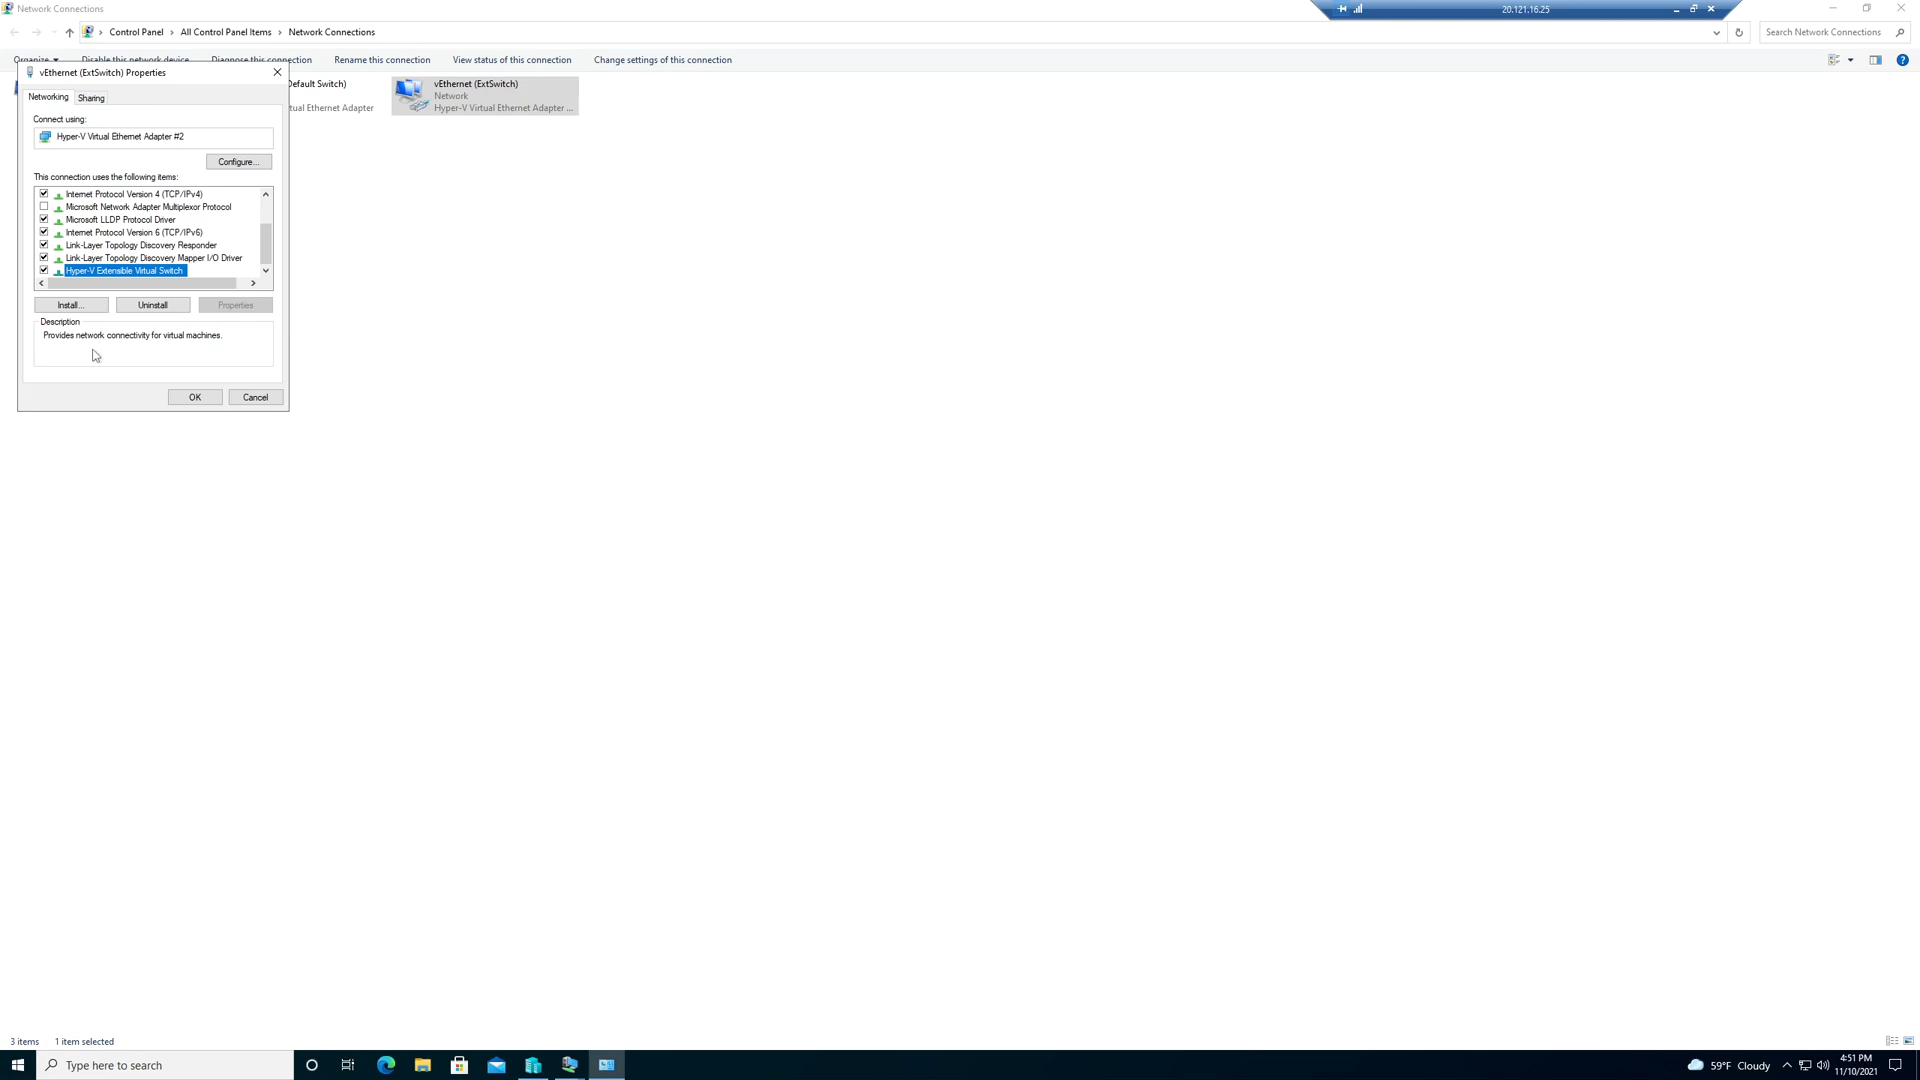 Network Connections
20.121.16.25
Control Panel > All Control Panel Items > Network Connections
Search Network Connections
Organize Disable this network device Diagnose this connection Rename this connection View status of this connection Change settings of this connection
vEthernet (ExtSwitch) Properties
Default Switch)
tual Ethernet Adapter
vEthernet (ExtSwitch)
Network
Hyper-V Virtual Ethernet Adapter ...
Networking Sharing
Connect using:
Hyper-V Virtual Ethernet Adapter #2
Configure...
This connection uses the following items:
Internet Protocol Version 4 (TCP/IPv4)
Microsoft Network Adapter Multiplexor Protocol
Microsoft LLDP Protocol Driver
Internet Protocol Version 6 (TCP/IPv6)
Link-Layer Topology Discovery Responder
Link-Layer Topology Discovery Mapper I/O Driver
Hyper-V Extensible Virtual Switch
Install... Uninstall Properties
Description
Provides network connectivity for virtual machines.
OK Cancel
3 items 1 item selected
Type here to search
59°F Cloudy
4:51 PM
11/10/2021